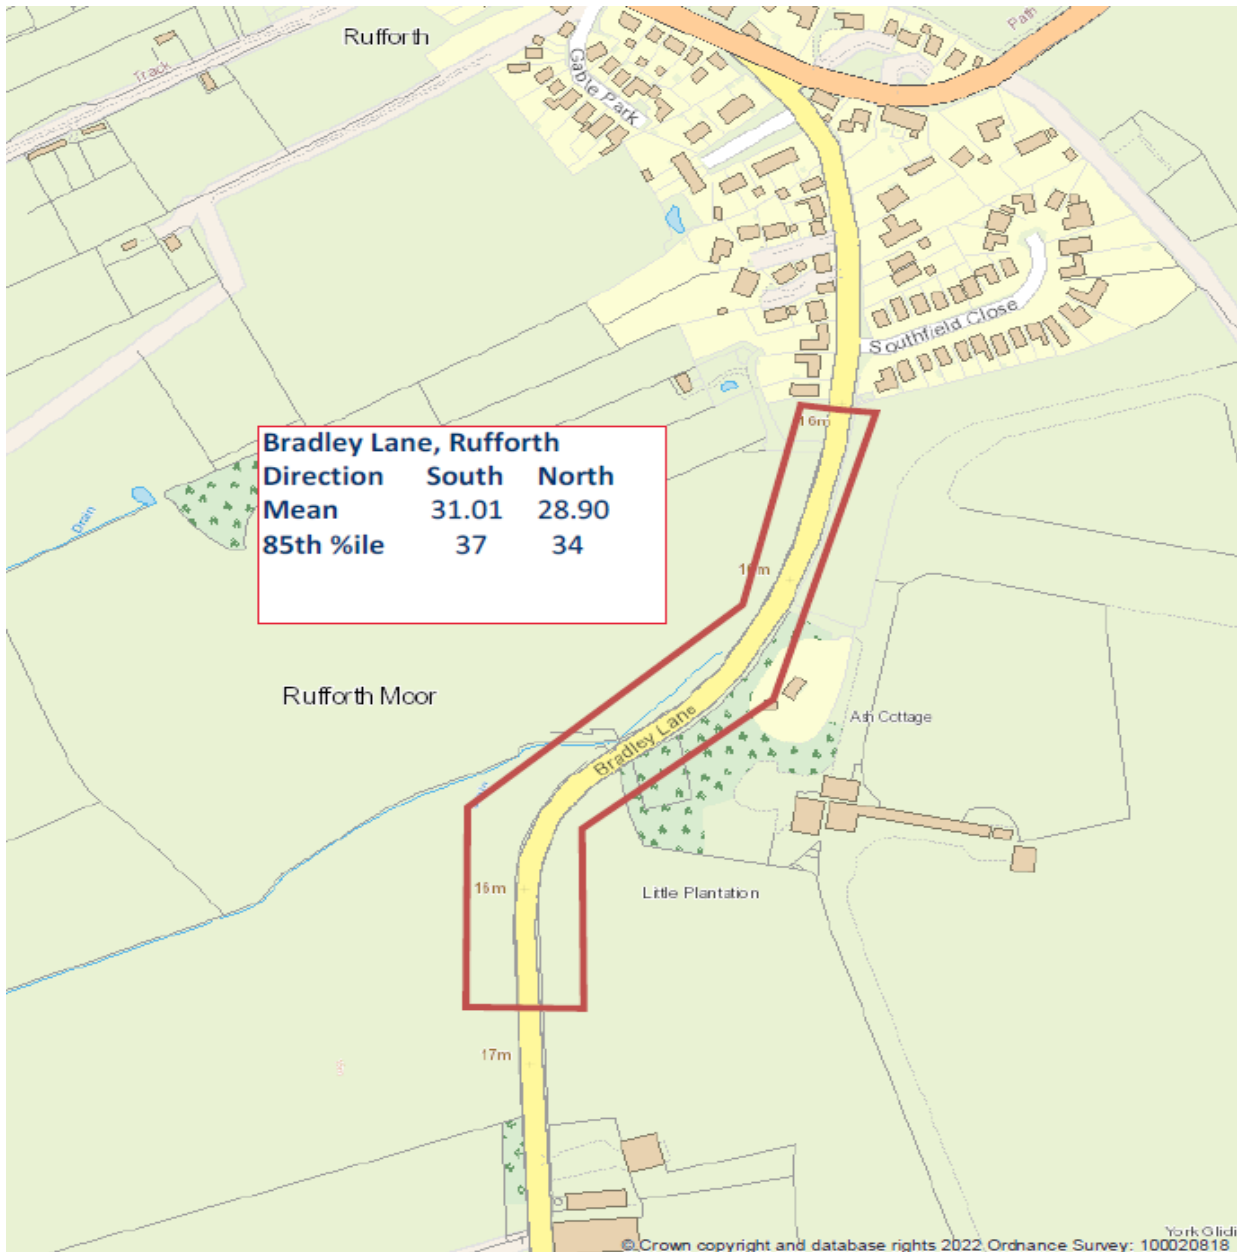 Rufforth
Path
Track
Gable Park
Southfield Close
16m
Bradley Lane, Rufforth
Direction South North
Mean 31.01 28.90
85th %ile 37 34
Drain
Rufforth Moor
Ash Cottage
Bradley Lane
16m
Little Plantation
17m
© Crown copyright and database rights 2022 Ordnance Survey: 100020818